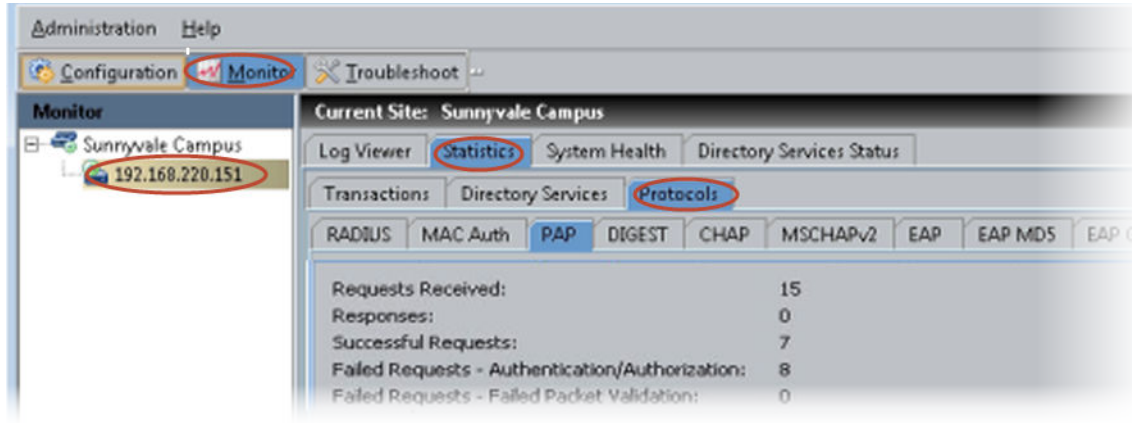 Administration Help
Configuration Monitor Troubleshoot
Monitor
Current Site: Sunnyvale Campus
Sunnyvale Campus
192.168.220.151
Log Viewer Statistics System Health Directory Services Status
Transactions Directory Services Protocols
RADIUS MAC Auth PAP DIGEST CHAP MSCHAPv2 EAP EAP MD5 EAP
Requests Received: 15
Responses: 0
Successful Requests: 7
Failed Requests - Authentication/Authorization: 8
Failed Requests - Failed Packet Validation: 0